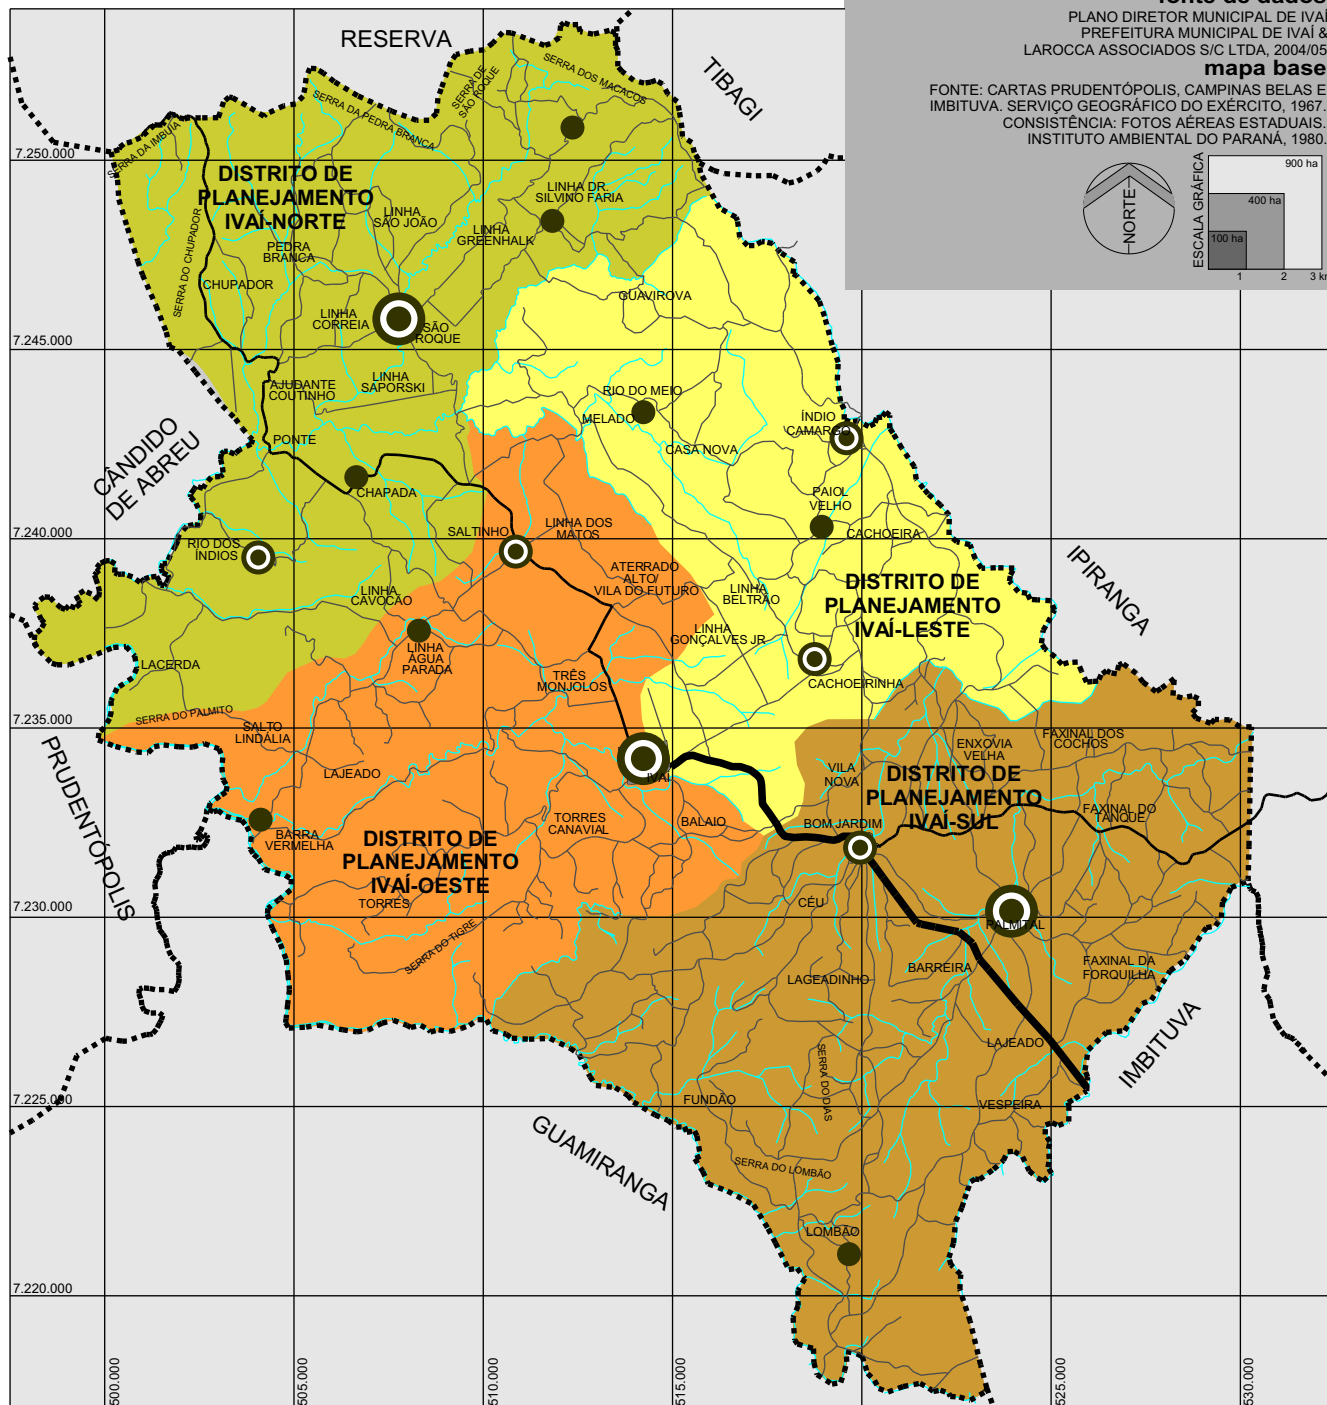 fonte de dados
PLANO DIRETOR MUNICIPAL DE IVAÍ
PREFEITURA MUNICIPAL DE IVAÍ &
LAROCCA ASSOCIADOS S/C LTDA, 2004/05
mapa base
FONTE: CARTAS PRUDENTÓPOLIS, CAMPINAS BELAS E
IMBITUVA. SERVIÇO GEOGRÁFICO DO EXÉRCITO, 1967.
CONSISTÊNCIA: FOTOS AÉREAS ESTADUAIS.
INSTITUTO AMBIENTAL DO PARANÁ, 1980.
NORTE
ESCALA GRÁFICA
900 ha
400 ha
100 ha
1 2 3 km
RESERVA
TIBAGI
SERRA DOS MACACOS
SERRA DE
SÃO ROQUE
SERRA DA PEDRA BRANCA
SERRA DA IMBUIA
7.250.000
DISTRITO DE
PLANEJAMENTO
IVAÍ-NORTE
LINHA DR.
SILVINO FARIA
LINHA
SÃO JOÃO
LINHA
GREENHALK
PEDRA
BRANCA
SERRA DO CHUPADOR
CHUPADOR
GUAVIROVA
LINHA
CORREIA
SÃO
ROQUE
7.245.000
AJUDANTE
COUTINHO
LINHA
SAPORSKI
RIO DO MEIO
MELADO
ÍNDIO
CAMARGO
PONTE
CASA NOVA
CÂNDIDO
DE ABREU
CHAPADA
PAIOL
VELHO
7.240.000
SALTINHO
LINHA DOS
MATOS
CACHOEIRA
RIO DOS
ÍNDIOS
ATERRADO
ALTO/
VILA DO FUTURO
IPIRANGA
LINHA
CAVOCÃO
LINHA
BELTRÃO
DISTRITO DE
PLANEJAMENTO
IVAÍ-LESTE
LINHA
GONÇALVES JR.
LINHA
ÁGUA
PARADA
LACERDA
TRÊS
MONJOLOS
CACHOEIRINHA
SERRA DO PALMITO
7.235.000
SALTO
LINDÁLIA
FAXINAL DOS
COCHOS
ENXOVIA
VELHA
PRUDENTÓPOLIS
LAJEADO
IVAÍ
VILA
NOVA
DISTRITO DE
PLANEJAMENTO
IVAÍ-SUL
FAXINAL DO
TANQUE
TORRES
CANAVIAL
BALAIO
BOM JARDIM
BARRA
VERMELHA
DISTRITO DE
PLANEJAMENTO
IVAÍ-OESTE
TORRES
CÉU
7.230.000
PALMITAL
SERRA DO TIGRE
LAGEADINHO
BARREIRA
FAXINAL DA
FORQUILHA
LAJEADO
IMBITUVA
SERRA DO DIAS
FUNDÃO
VESPEIRA
7.225.000
GUAMIRANGA
SERRA DO LOMBÃO
LOMBÃO
7.220.000
500.000
505.000
510.000
515.000
525.000
530.000